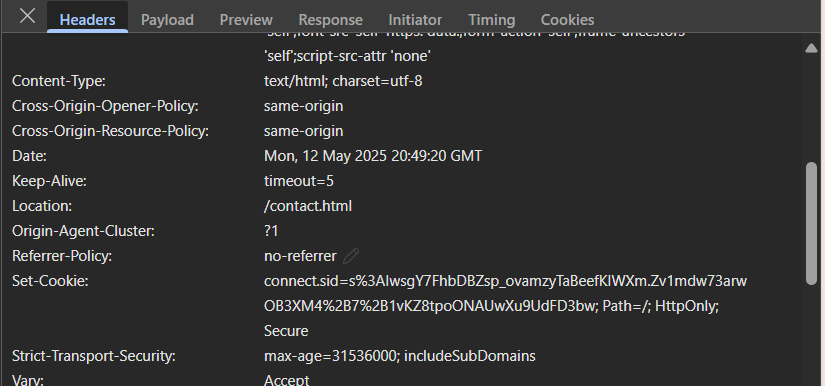 Headers Payload Preview Response Initiator Timing Cookies
'self';font-src 'self' https: data:;form-action 'self';frame-ancestors
'self';script-src-attr 'none'
Content-Type: text/html; charset=utf-8
Cross-Origin-Opener-Policy: same-origin
Cross-Origin-Resource-Policy: same-origin
Date: Mon, 12 May 2025 20:49:20 GMT
Keep-Alive: timeout=5
Location: /contact.html
Origin-Agent-Cluster: ?1
Referrer-Policy: no-referrer
Set-Cookie: connect.sid=s%3AlwsgY7FhbDBZsp_ovamzyTaBeefKlWXm.Zv1mdw73arw
OB3XM4%2B7%2B1vKZ8tpoONAUwXu9UdFD3bw; Path=/; HttpOnly;
Secure
Strict-Transport-Security: max-age=31536000; includeSubDomains
Vary: Accept